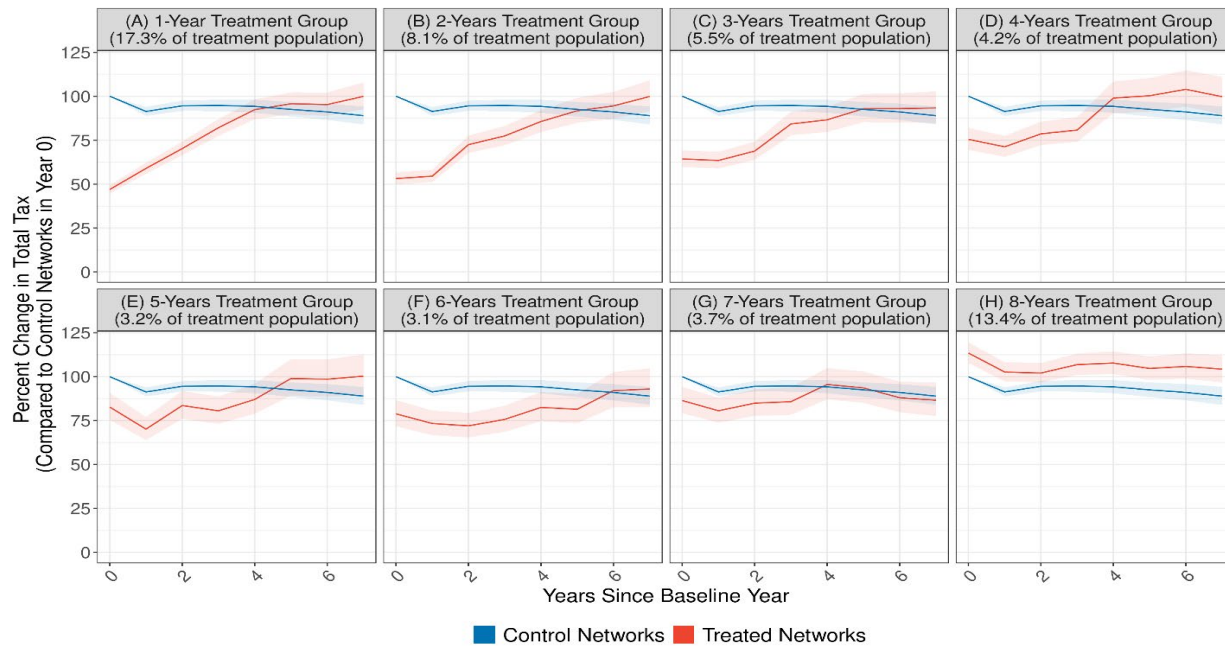 (A) 1-Year Treatment Group
(17.3% of treatment population)
(B) 2-Years Treatment Group
(8.1% of treatment population)
(C) 3-Years Treatment Group
(5.5% of treatment population)
(D) 4-Years Treatment Group
(4.2% of treatment population)
125
100
75
50
25
0
(E) 5-Years Treatment Group
(3.2% of treatment population)
(F) 6-Years Treatment Group
(3.1% of treatment population)
(G) 7-Years Treatment Group
(3.7% of treatment population)
(H) 8-Years Treatment Group
(13.4% of treatment population)
125
100
75
50
25
0
Percent Change in Total Tax
(Compared to Control Networks in Year 0)
0 2 4 6 0 2 4 6 0 2 4 6 0 2 4 6
Years Since Baseline Year
Control Networks Treated Networks